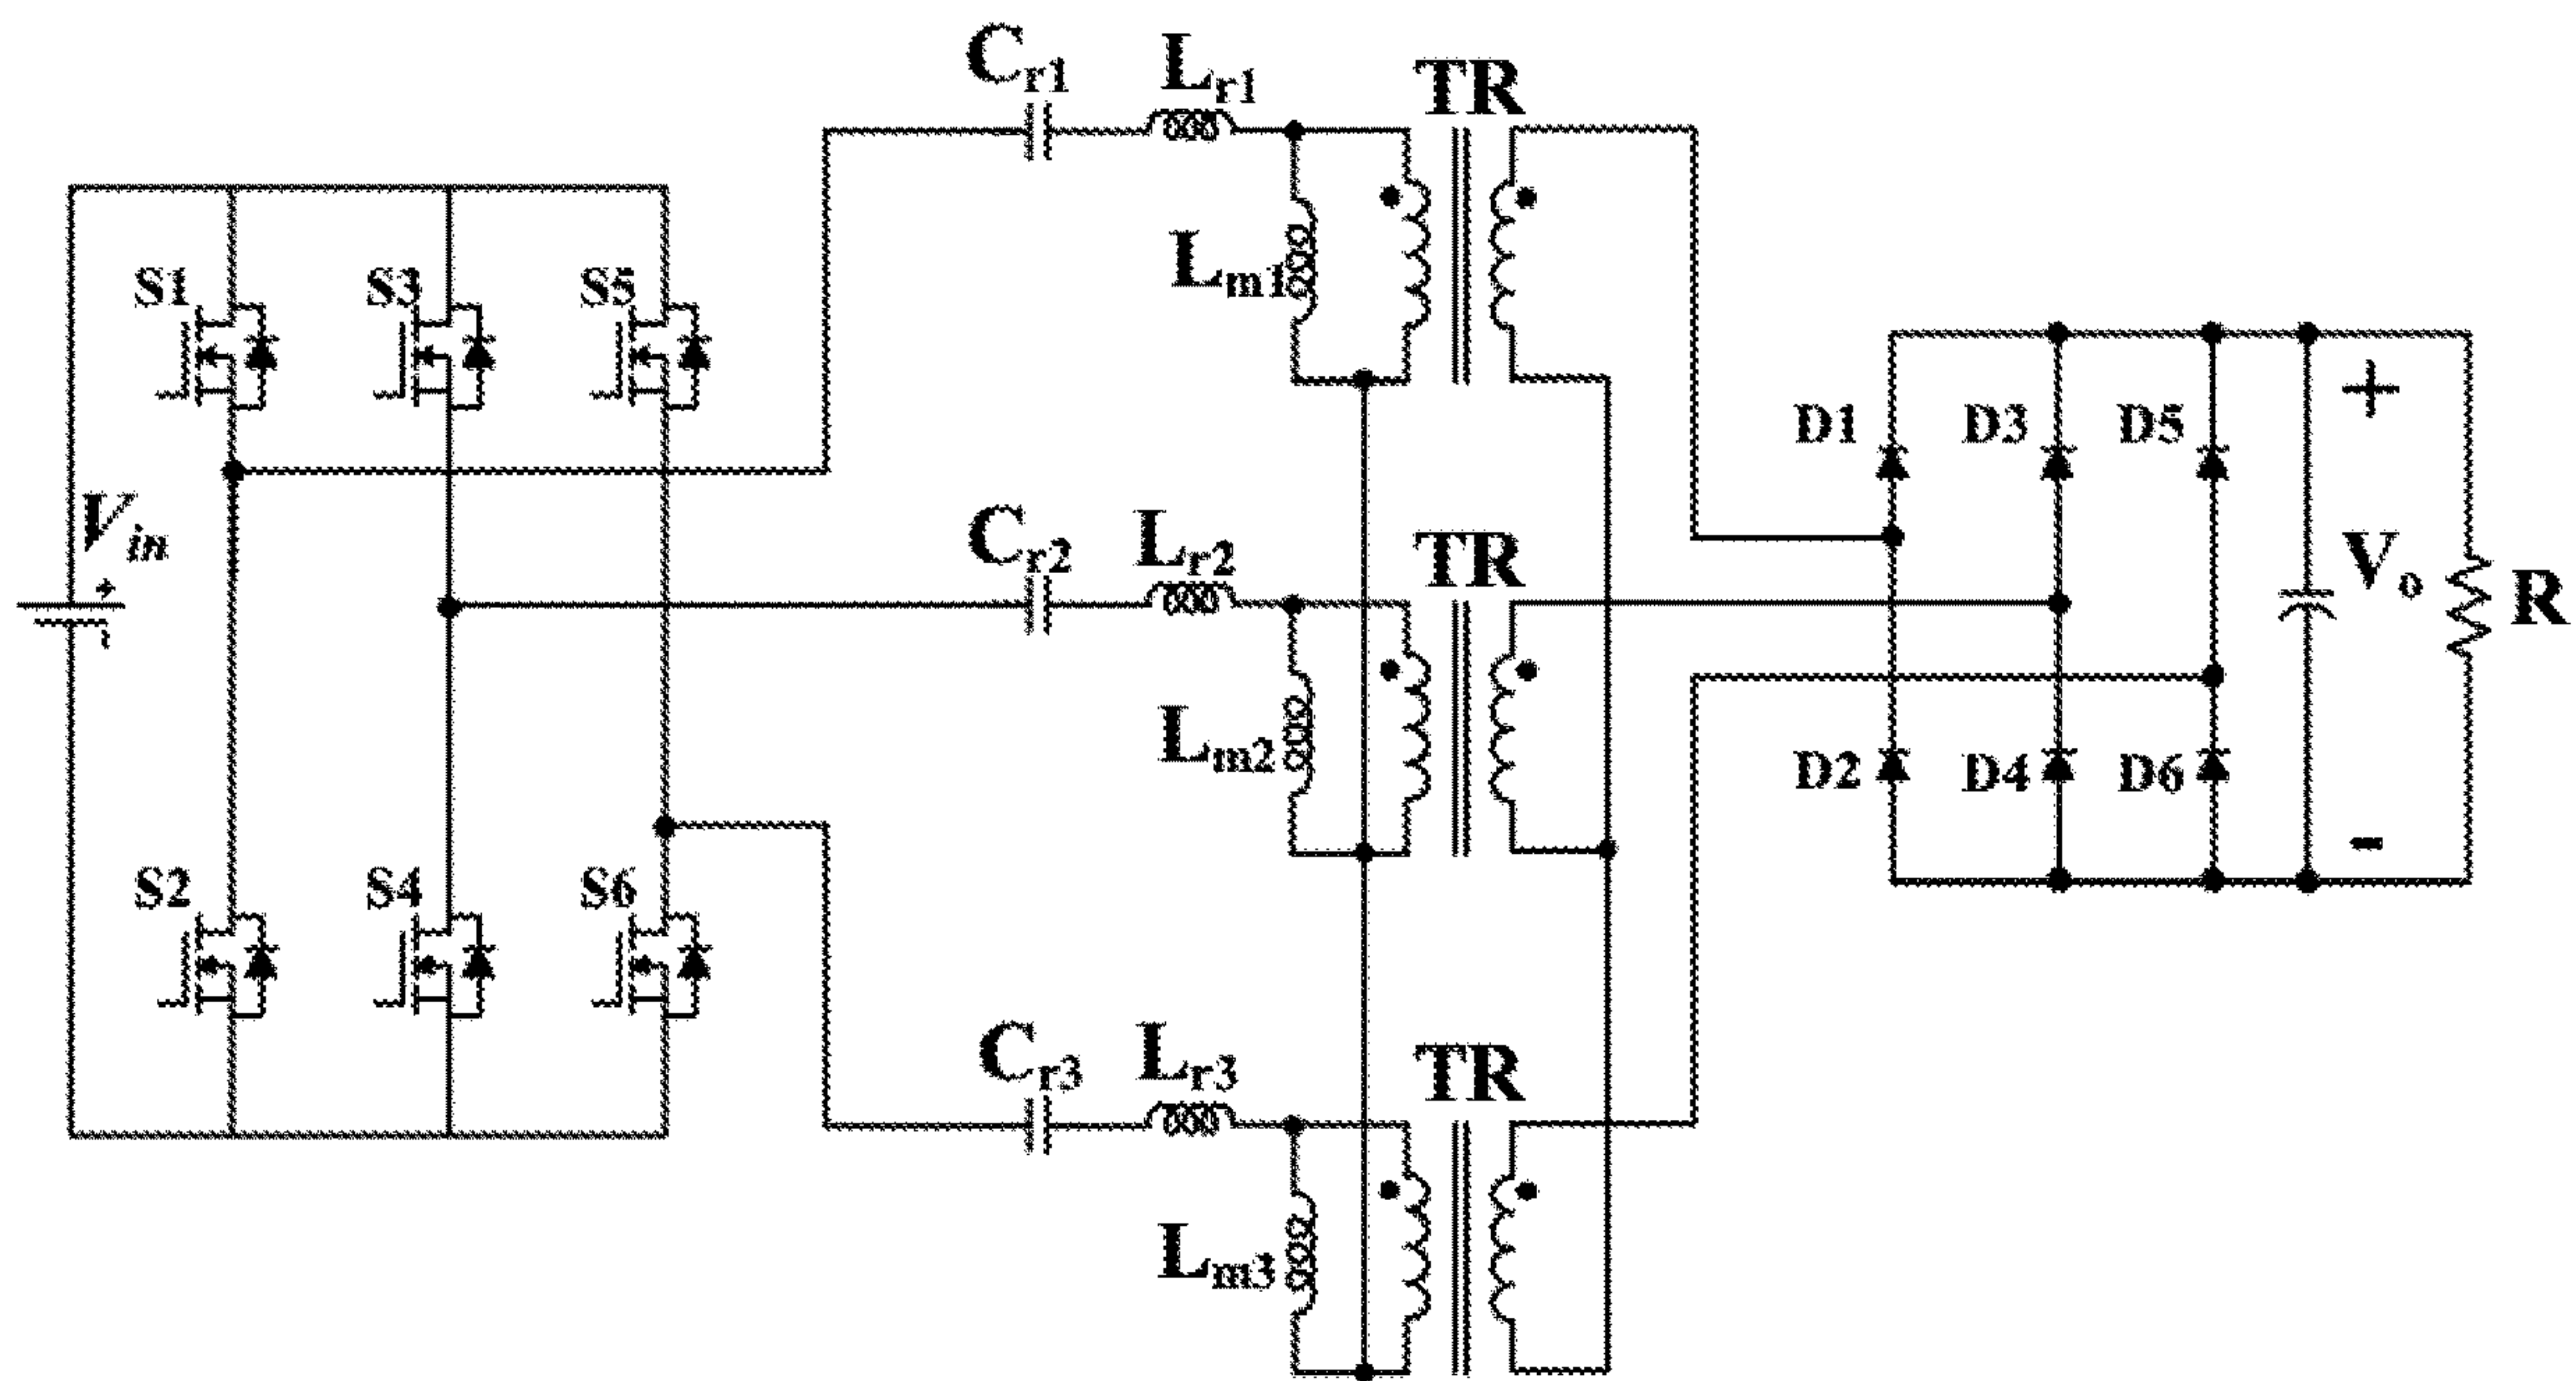 Cr1
Lr1
TR
Lm1
S1
S3
S5
Vin
+
-
D1
D3
D5
+
Cr2
Lr2
TR
Vo
R
Lm2
D2
D4
D6
-
S2
S4
S6
Cr3
Lr3
TR
Lm3